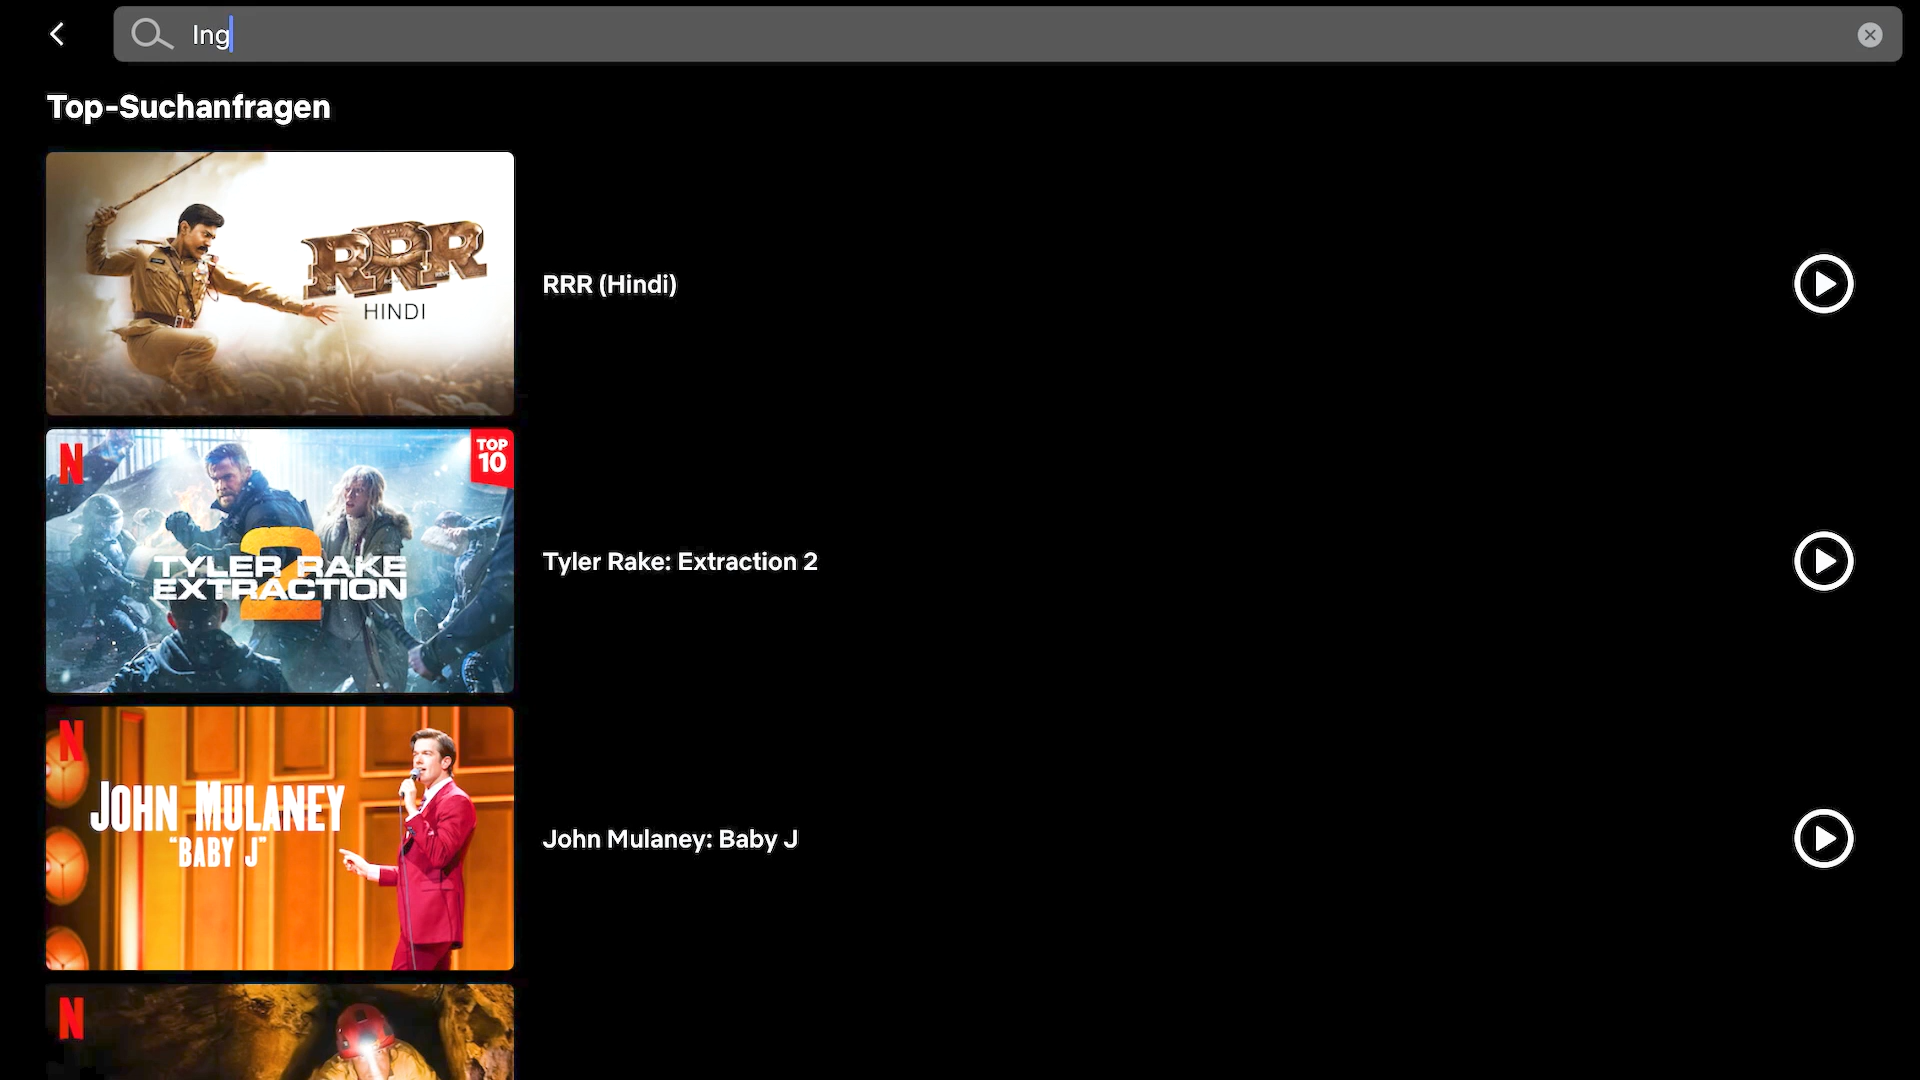 Ing
Top-Suchanfragen
RRR
HINDI
RRR (Hindi)
N
TOP
10
2
TYLER RAKE
EXTRACTION
Tyler Rake: Extraction 2
N
JOHN MULANEY
"BABY J"
John Mulaney: Baby J
N